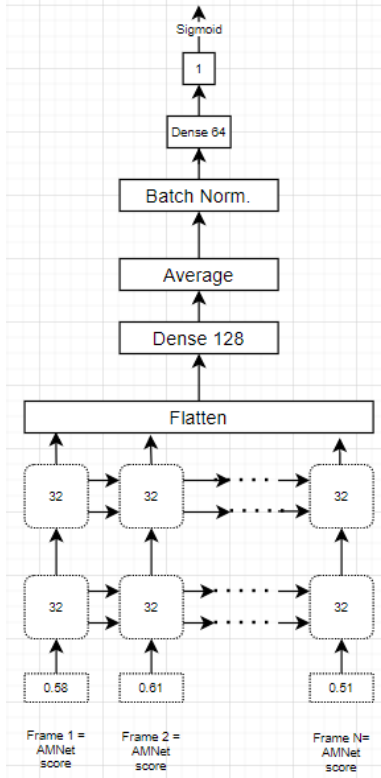 Sigmoid
1
Dense 64
Batch Norm.
Average
Dense 128
Flatten
32 32 32
32 32 32
0.58 0.61 0.51
Frame 1 = Frame 2 = Frame N=
AMNet AMNet AMNet
score score score